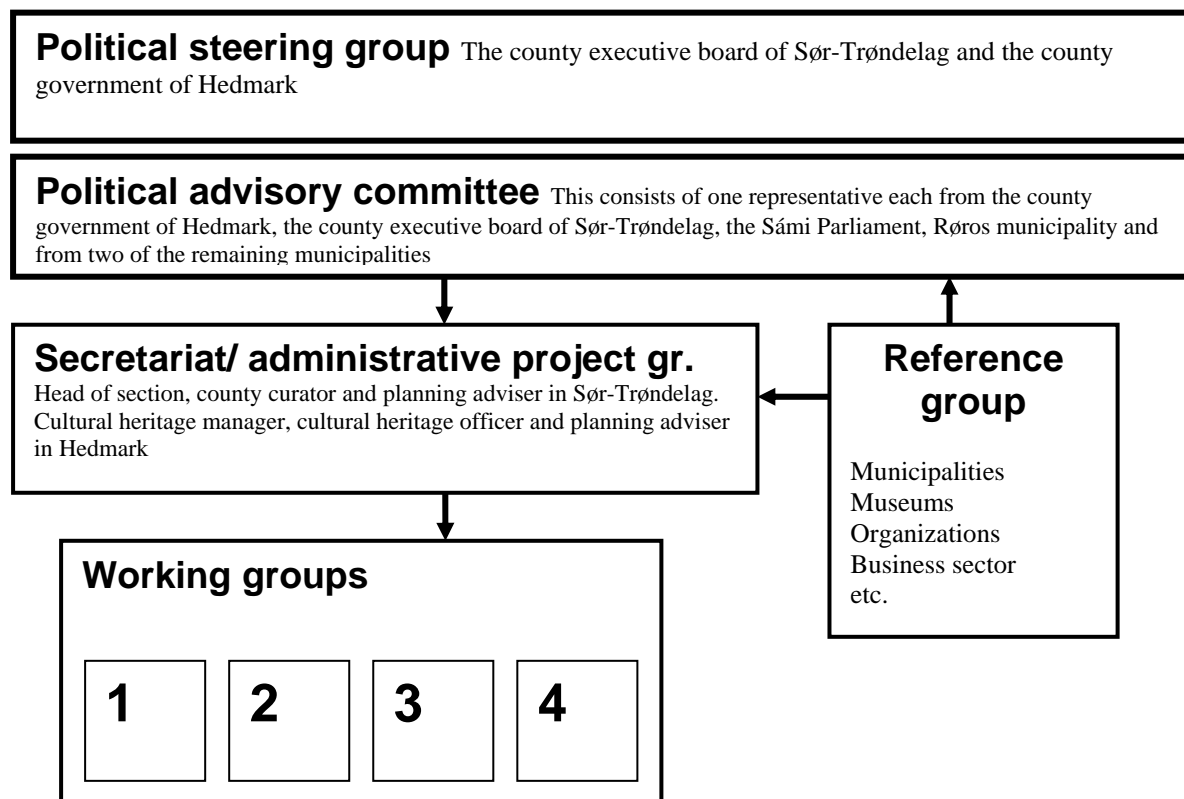 Political steering group The county executive board of Sør-Trøndelag and the county
government of Hedmark
Political advisory committee This consists of one representative each from the county
government of Hedmark, the county executive board of Sør-Trøndelag, the Sámi Parliament, Røros municipality and
from two of the remaining municipalities
Secretariat/ administrative project gr.
Head of section, county curator and planning adviser in Sør-Trøndelag.
Cultural heritage manager, cultural heritage officer and planning adviser
in Hedmark
Reference
group
Municipalities
Museums
Organizations
Business sector
etc.
Working groups
1 2 3 4